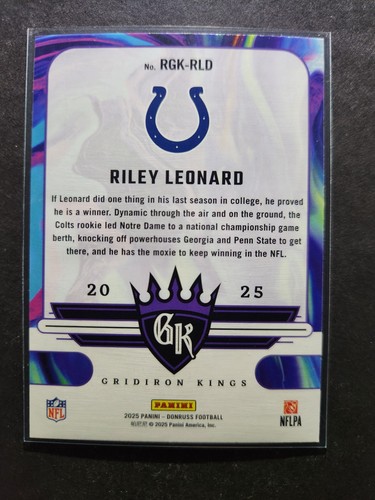 No. RGK-RLD
RILEY LEONARD
If Leonard did one thing in his last season in college, he proved
he is a winner. Dynamic through the air and on the ground, the
Colts rookie led Notre Dame to a national championship game
berth, knocking off powerhouses Georgia and Penn State to get
there, and he has the moxie to keep winning in the NFL.
20 25
GK
GRIDIRON KINGS
NFL
PANINI
NFLPA
2025 PANINI – DONRUSS FOOTBALL
© 2025 Panini America, Inc.